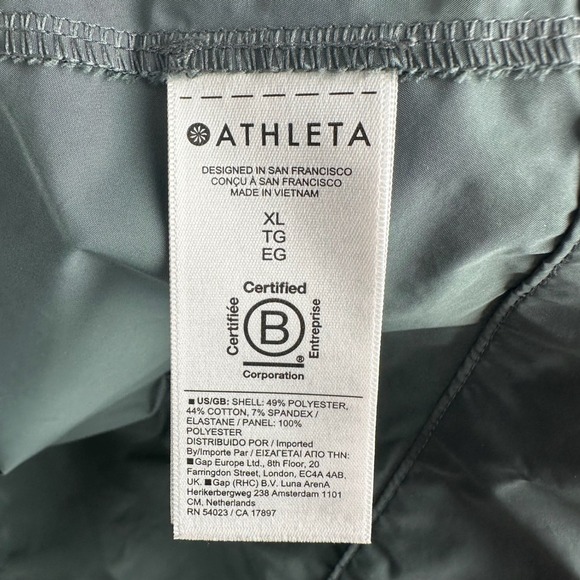 ATHLETA
DESIGNED IN SAN FRANCISCO
CONÇU À SAN FRANCISCO
MADE IN VIETNAM
XL
TG
EG
Certified
Certifiée
B
®
Entreprise
Corporation
■ US/GB: SHELL: 49% POLYESTER,
44% COTTON, 7% SPANDEX /
ELASTANE / PANEL: 100%
POLYESTER
DISTRIBUIDO POR / Imported
By/Importe Par / ΕΙΣΑΓΕΤΑΙ ΑΠΟ ΤΗΝ:
■ Gap Europe Ltd., 8th Floor, 20
Farringdon Street, London, EC4A 4AB,
UK. ■ Gap (RHC) B.V. Luna ArenA
Herikerbergweg 238 Amsterdam 1101
CM, Netherlands
RN 54023 / CA 17897